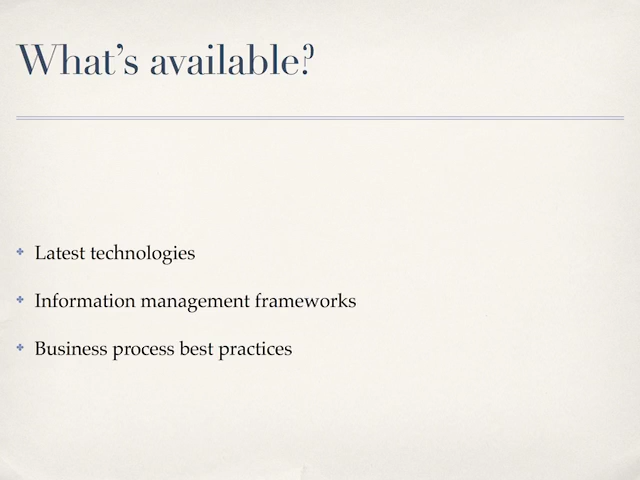 What’s available?
Latest technologies
Information management frameworks
Business process best practices